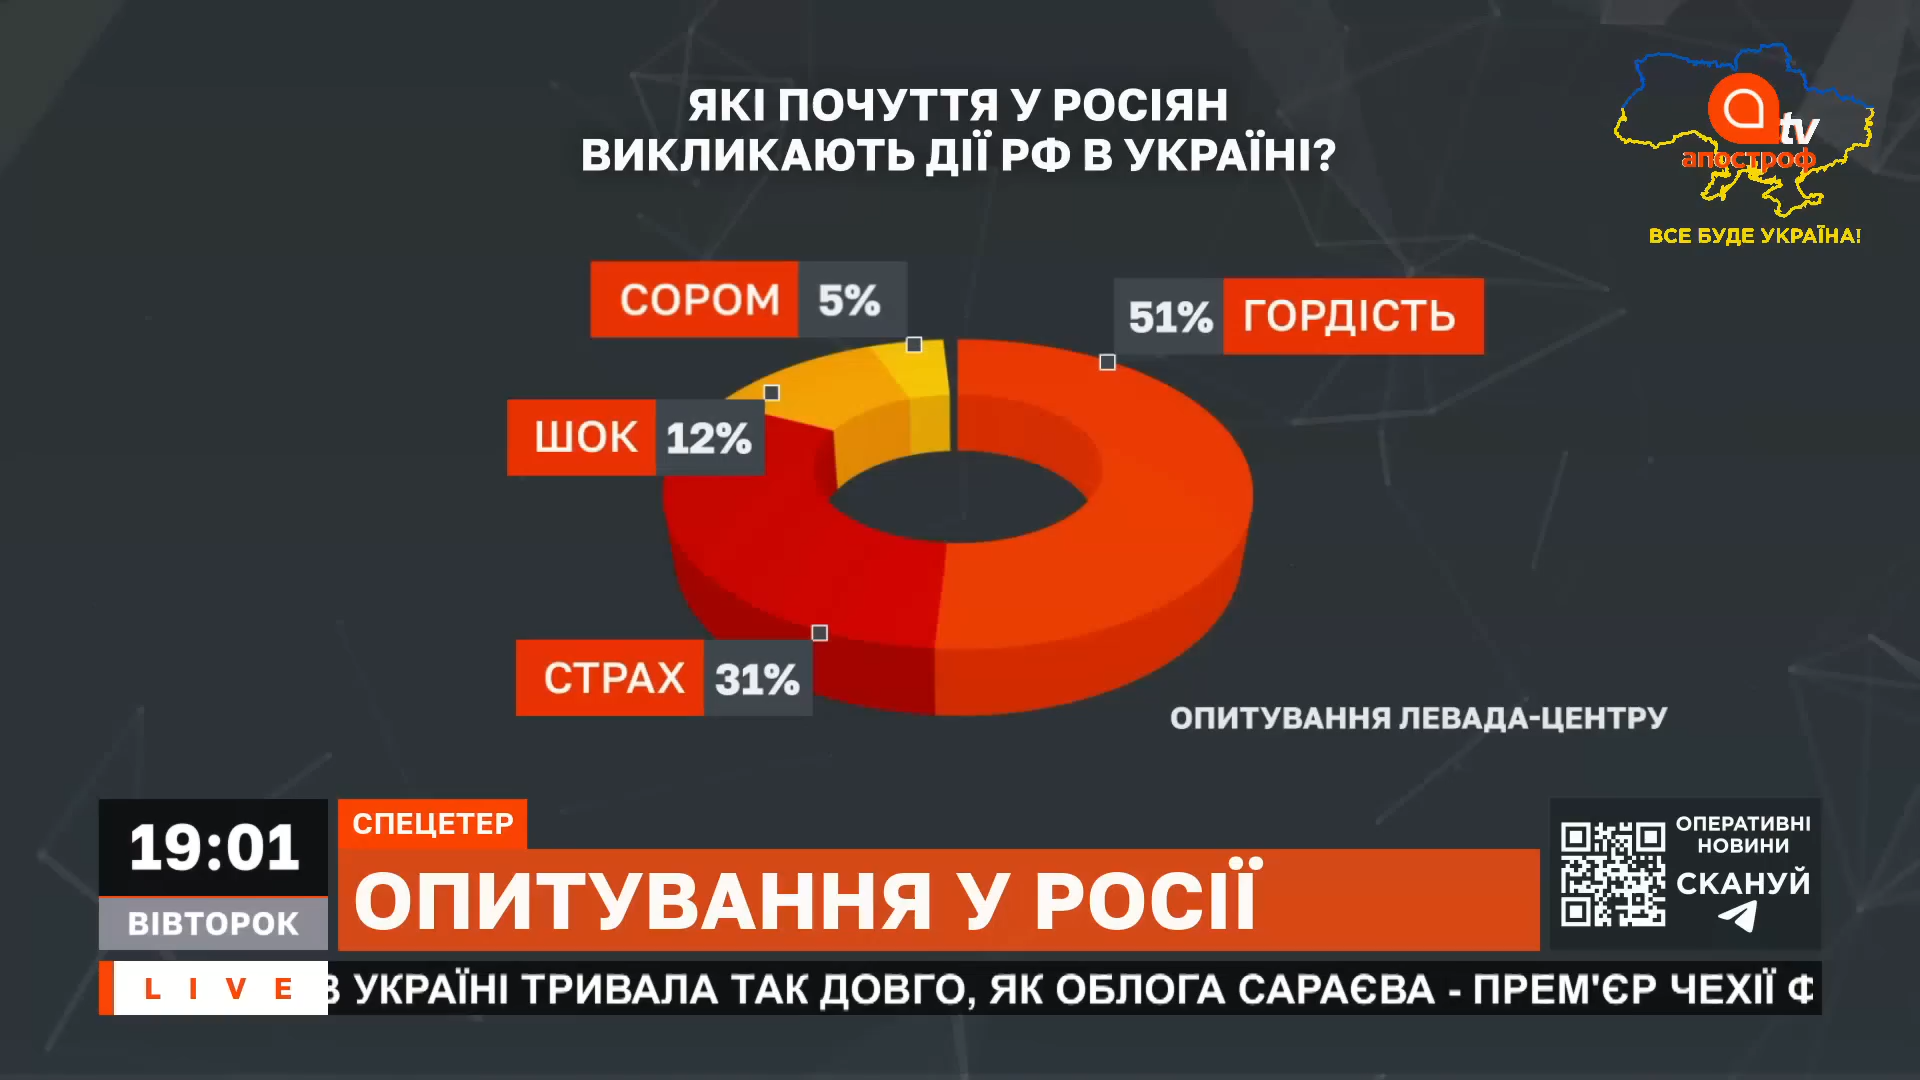 ЯКІ ПОЧУТТЯ У РОСІЯН
ВИКЛИКАЮТЬ ДІЇ РФ В УКРАЇНІ?
tv
апостроф
ВСЕ БУДЕ УКРАЇНА!
СОРОМ 5%
51% ГОРДІСТЬ
ШОК 12%
СТРАХ 31%
ОПИТУВАННЯ ЛЕВАДА-ЦЕНТРУ
19:01
ВІВТОРОК
СПЕЦЕТЕР
ОПИТУВАННЯ У РОСІЇ
ОПЕРАТИВНІ
НОВИНИ
СКАНУЙ
LIVE
В УКРАЇНІ ТРИВАЛА ТАК ДОВГО, ЯК ОБЛОГА САРАЄВА - ПРЕМ'ЄР ЧЕХІЇ Ф